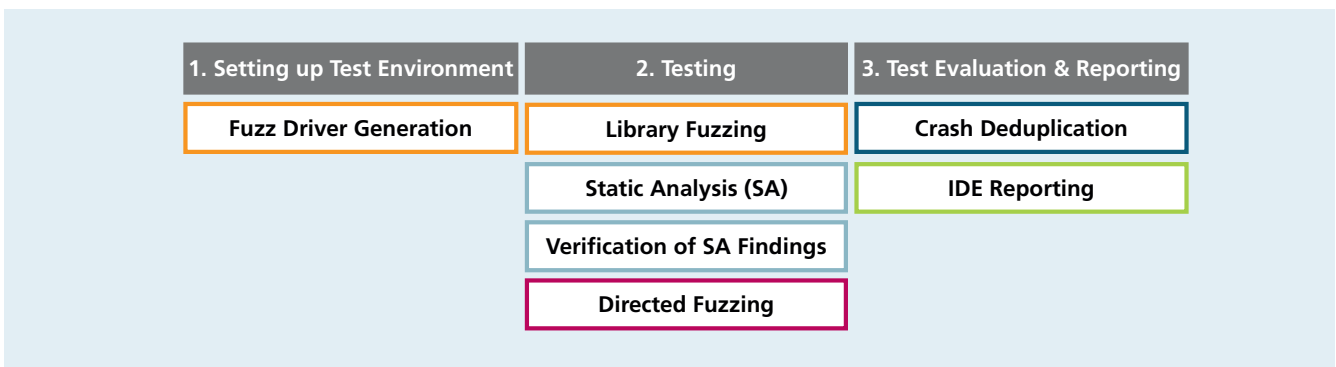 1. Setting up Test Environment
2. Testing
3. Test Evaluation & Reporting
Fuzz Driver Generation
Library Fuzzing
Crash Deduplication
Static Analysis (SA)
IDE Reporting
Verification of SA Findings
Directed Fuzzing